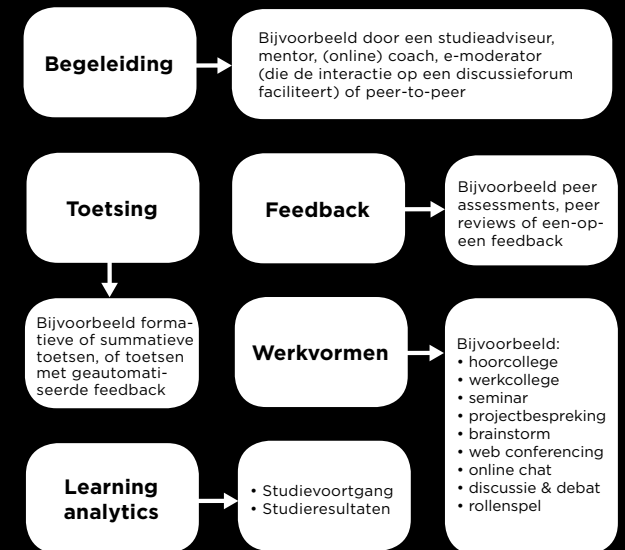 Begeleiding
Bijvoorbeeld door een studieadviseur,
mentor, (online) coach, e-moderator
(die de interactie op een discussieforum
faciliteert) of peer-to-peer
Toetsing
Bijvoorbeeld forma-
tieve of summatieve
toetsen, of toetsen
met geautomati-
seerde feedback
Feedback
Bijvoorbeeld peer
assessments, peer
reviews of een-op-
een feedback
Werkvormen
Bijvoorbeeld:
• hoorcollege
• werkcollege
• seminar
• projectbespreking
• brainstorm
• web conferencing
• online chat
• discussie & debat
• rollenspel
Learning
analytics
• Studievoortgang
• Studieresultaten